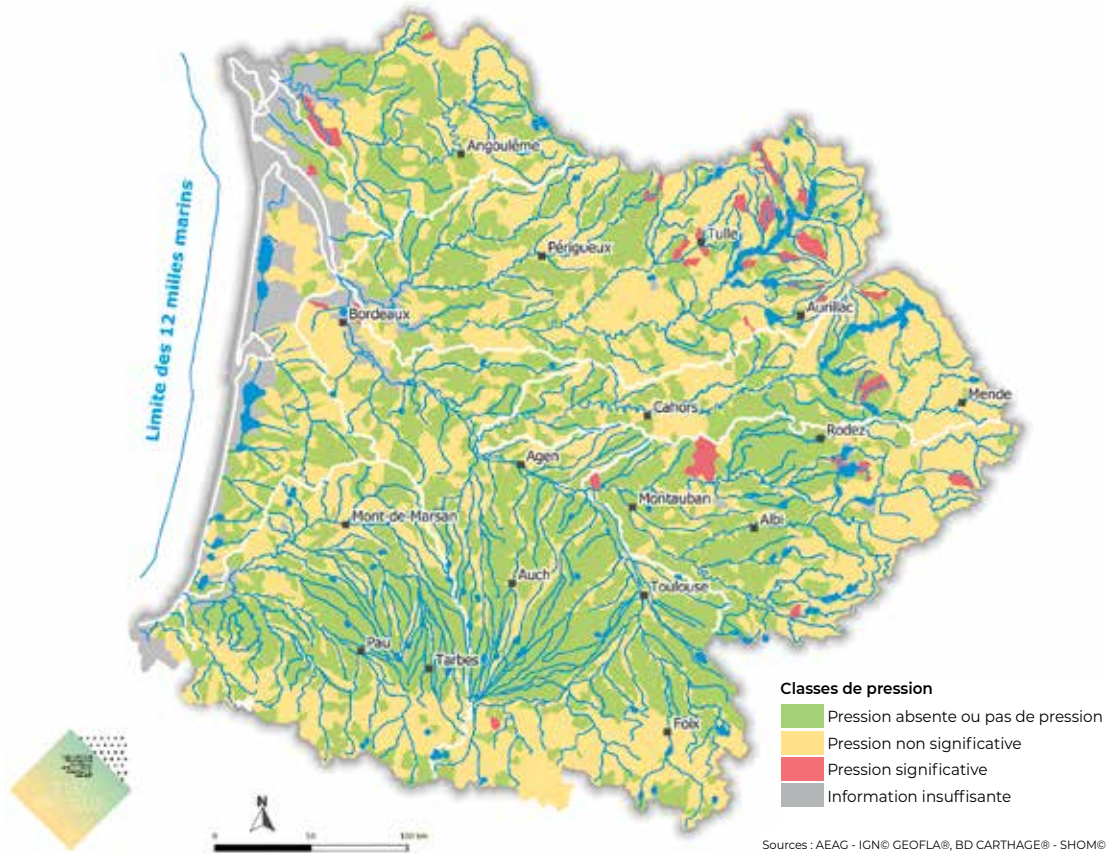 Limite des 12 milles marins
Angoulême
Périgueux
Tulle
Aurillac
Bordeaux
Mende
Cahors
Rodez
Agen
Montauban
Mont-de-Marsan
Albi
Auch
Toulouse
Pau
Tarbes
Foix
Classes de pression
Pression absente ou pas de pression
Pression non significative
Pression significative
Information insuffisante
N
0 50 100 km
Sources : AEAG - IGN© GEOFLA®, BD CARTHAGE® - SHOM©